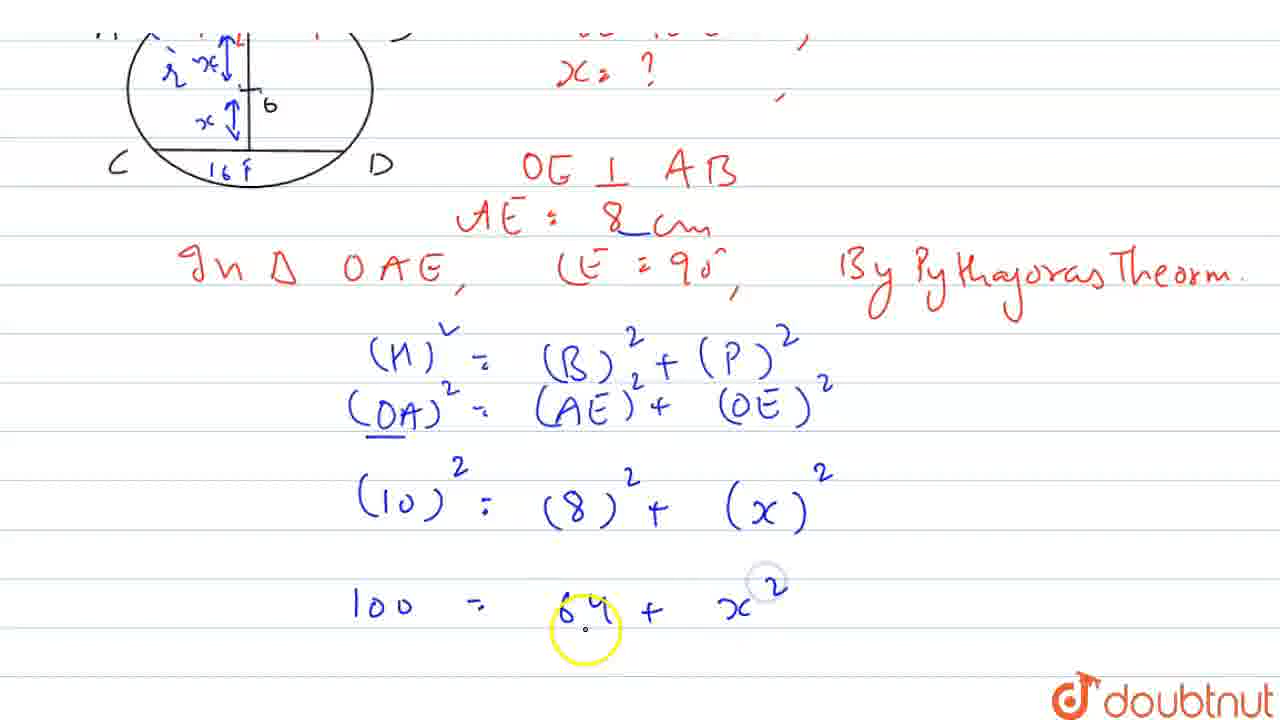 r x
x = ?
x O
C 16 F D
OE ⊥ AB
AE = 8 cm
In Δ OAE, ∠E = 90°, By Pythagoras Theorm.
(H)² = (B)² + (P)²
(OA)² = (AE)² + (OE)²
(10)² = (8)² + (x)²
100 = 64 + x²
doubtnut